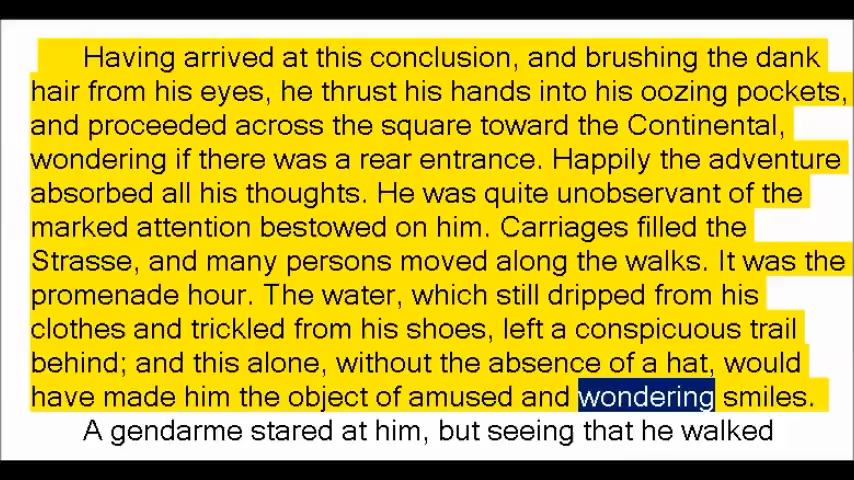 Having arrived at this conclusion, and brushing the dank
hair from his eyes, he thrust his hands into his oozing pockets,
and proceeded across the square toward the Continental,
wondering if there was a rear entrance. Happily the adventure
absorbed all his thoughts. He was quite unobservant of the
marked attention bestowed on him. Carriages filled the
Strasse, and many persons moved along the walks. It was the
promenade hour. The water, which still dripped from his
clothes and trickled from his shoes, left a conspicuous trail
behind; and this alone, without the absence of a hat, would
have made him the object of amused and wondering smiles.
A gendarme stared at him, but seeing that he walked